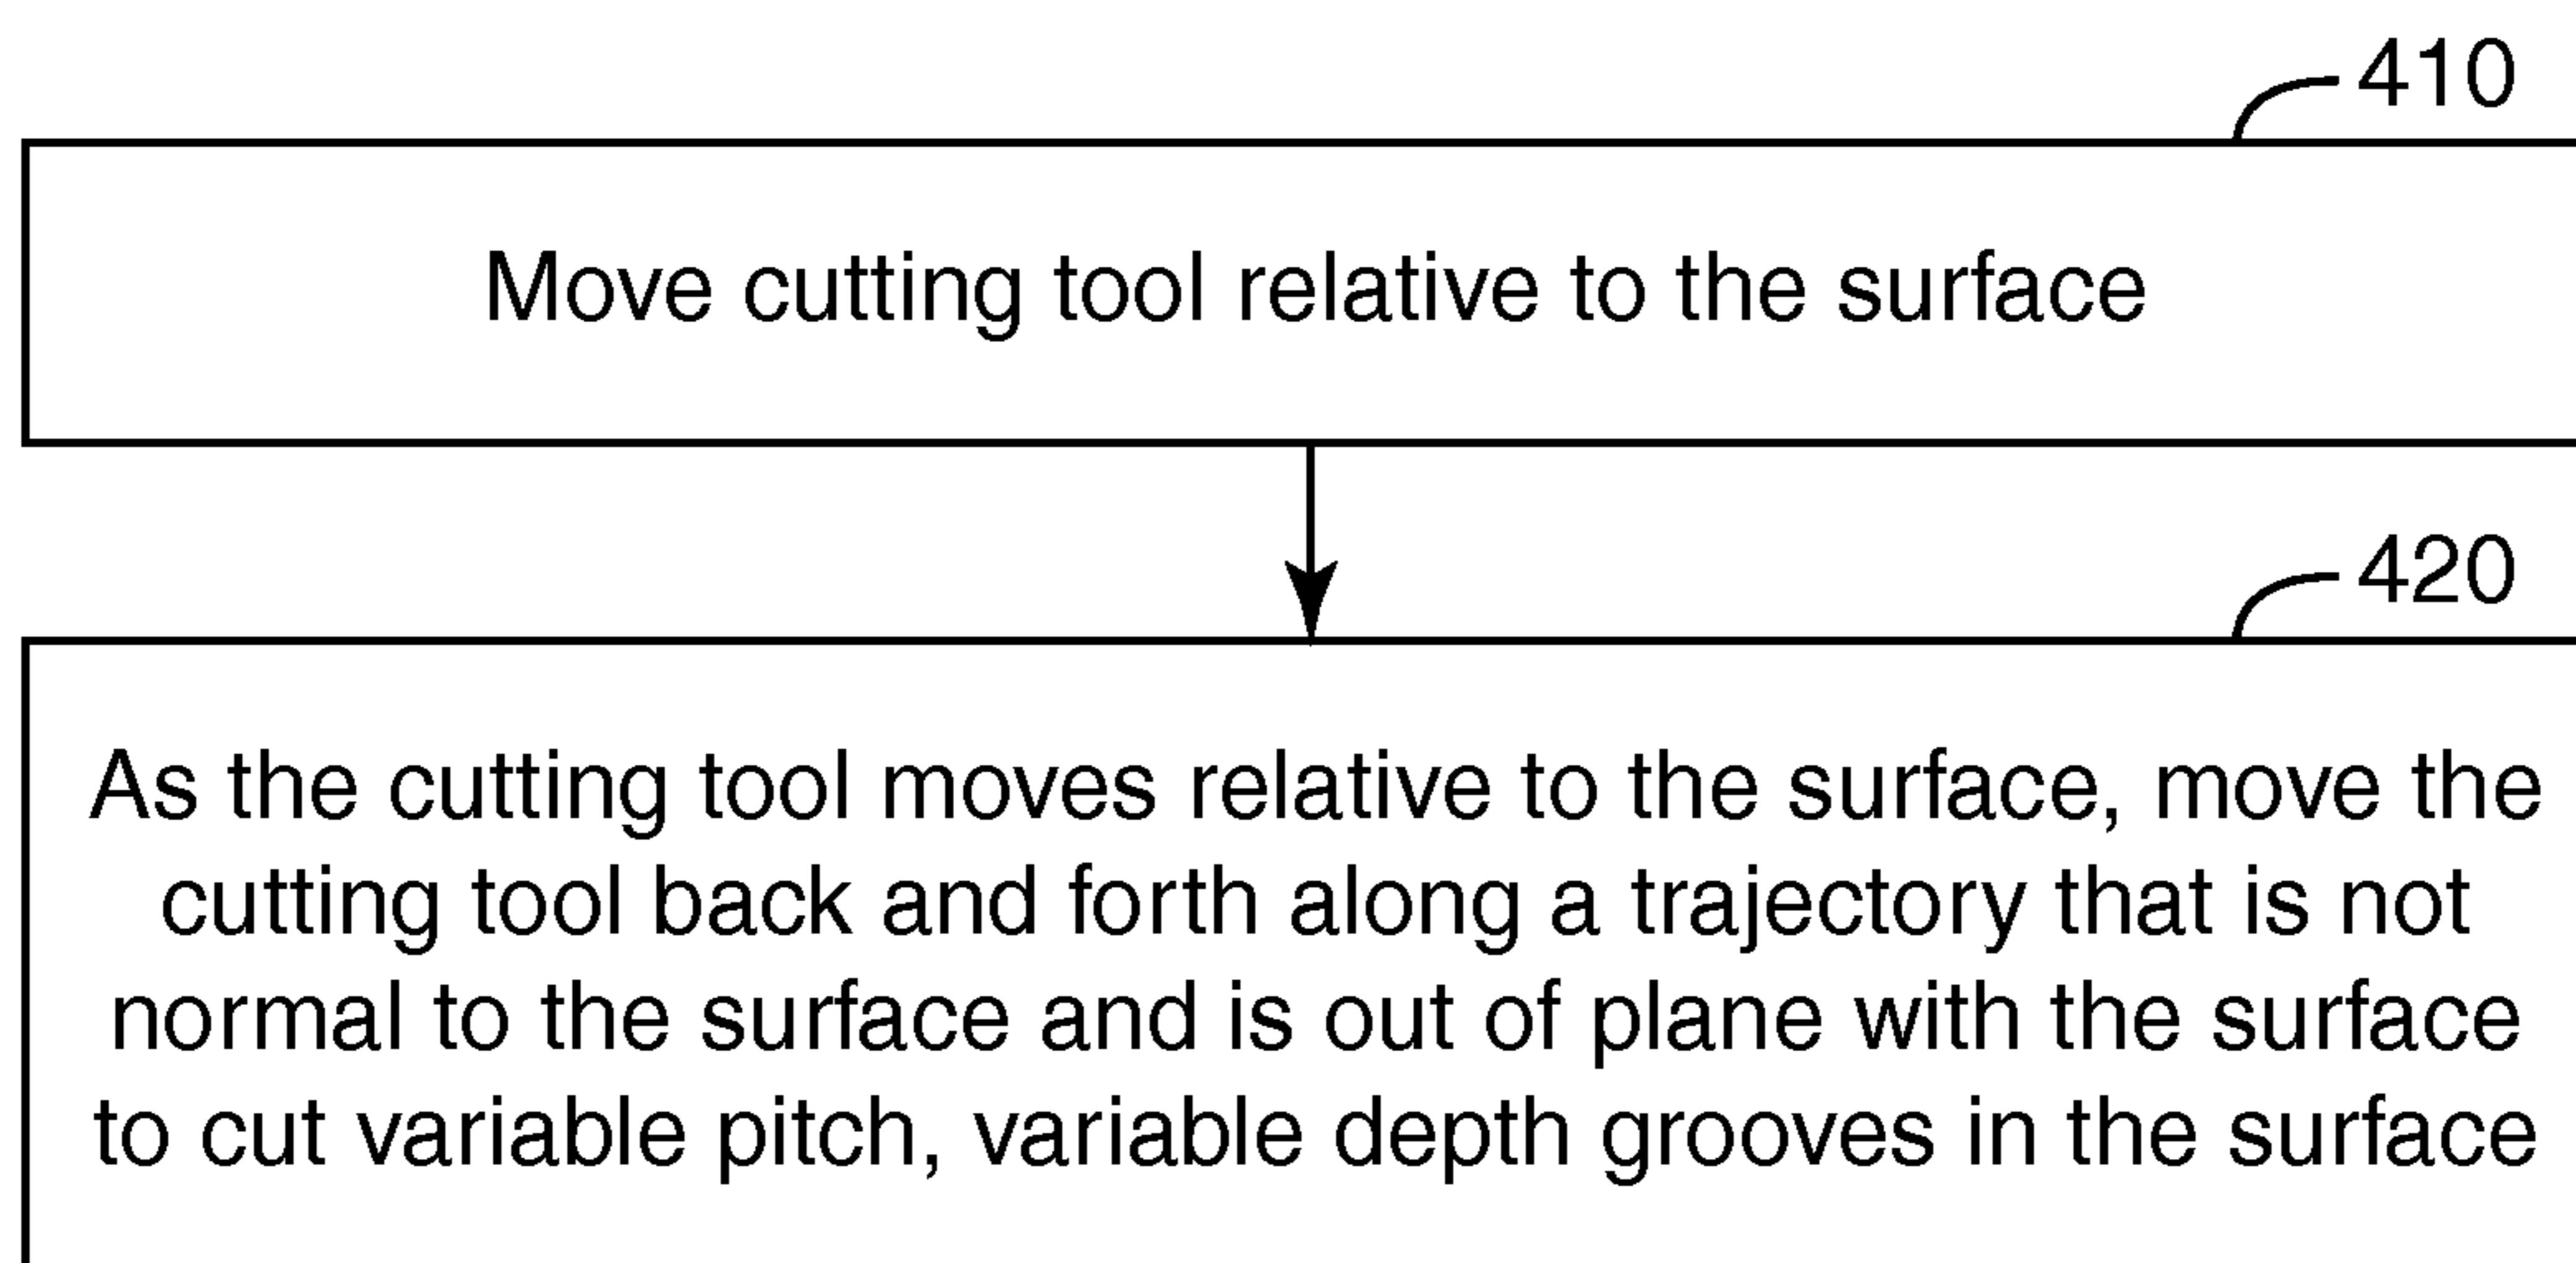 410
Move cutting tool relative to the surface
420
As the cutting tool moves relative to the surface, move the
cutting tool back and forth along a trajectory that is not
normal to the surface and is out of plane with the surface
to cut variable pitch, variable depth grooves in the surface